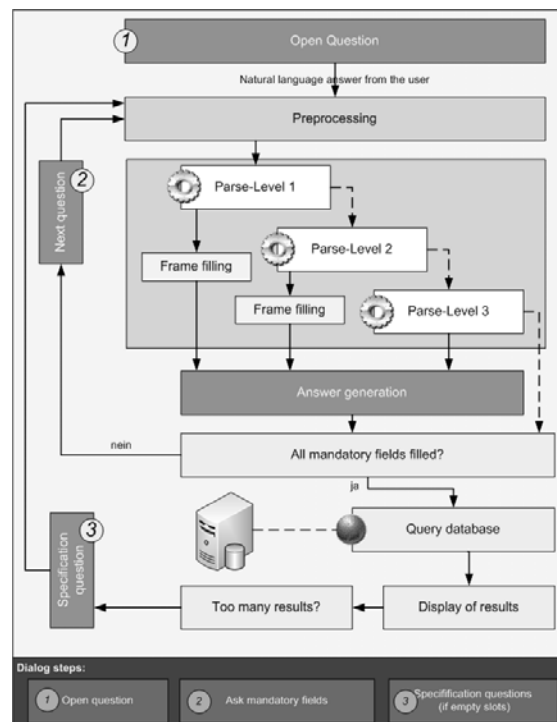 1
Open Question
Natural language answer from the user
Preprocessing
2
Next question
Parse-Level 1
Parse-Level 2
Frame filling
Parse-Level 3
Frame filling
Answer generation
nein
All mandatory fields filled?
ja
3
Specification
question
Query database
Too many results?
Display of results
Dialog steps:
1 Open question
2 Ask mandatory fields
3 Specifification questions
(if empty slots)